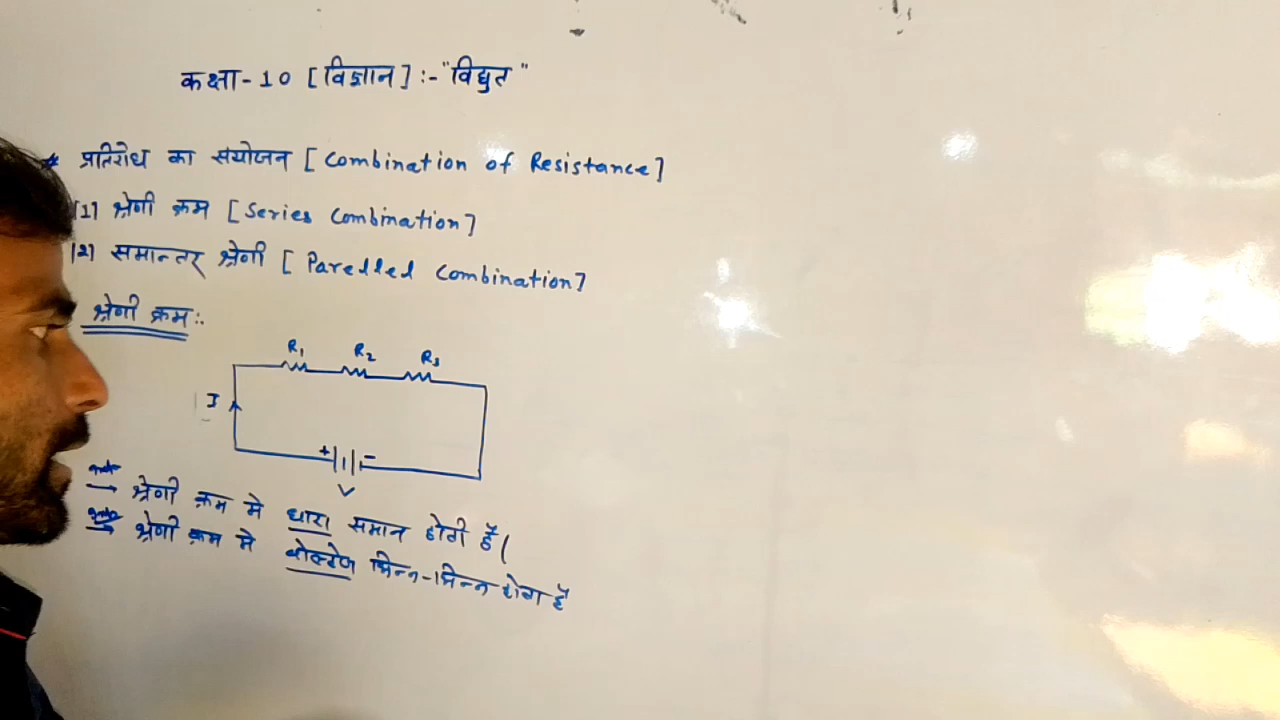 कक्षा-10 [विज्ञान]:-"विद्युत"
* प्रतिरोध का संयोजन [Combination of Resistance]
(1) श्रेणी क्रम [Series Combination]
(2) समान्तर श्रेणी [Parelled Combination]
श्रेणी क्रम:.
R1 R2 R3
I
+ -
V
→ श्रेणी क्रम मे धारा समान होती हैं।
→ श्रेणी क्रम मे वोल्टेज भिन्न-भिन्न होता है